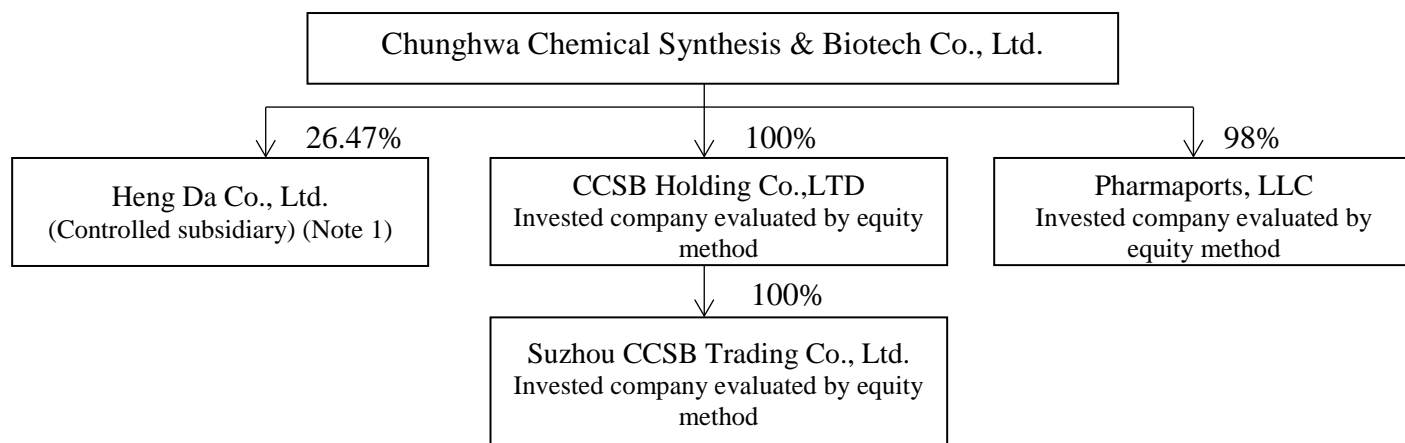 Chunghwa Chemical Synthesis & Biotech Co., Ltd.
26.47%
100%
98%
Heng Da Co., Ltd.
(Controlled subsidiary) (Note 1)
CCSB Holding Co.,LTD
Invested company evaluated by equity
method
Pharmaports, LLC
Invested company evaluated by
equity method
100%
Suzhou CCSB Trading Co., Ltd.
Invested company evaluated by equity
method